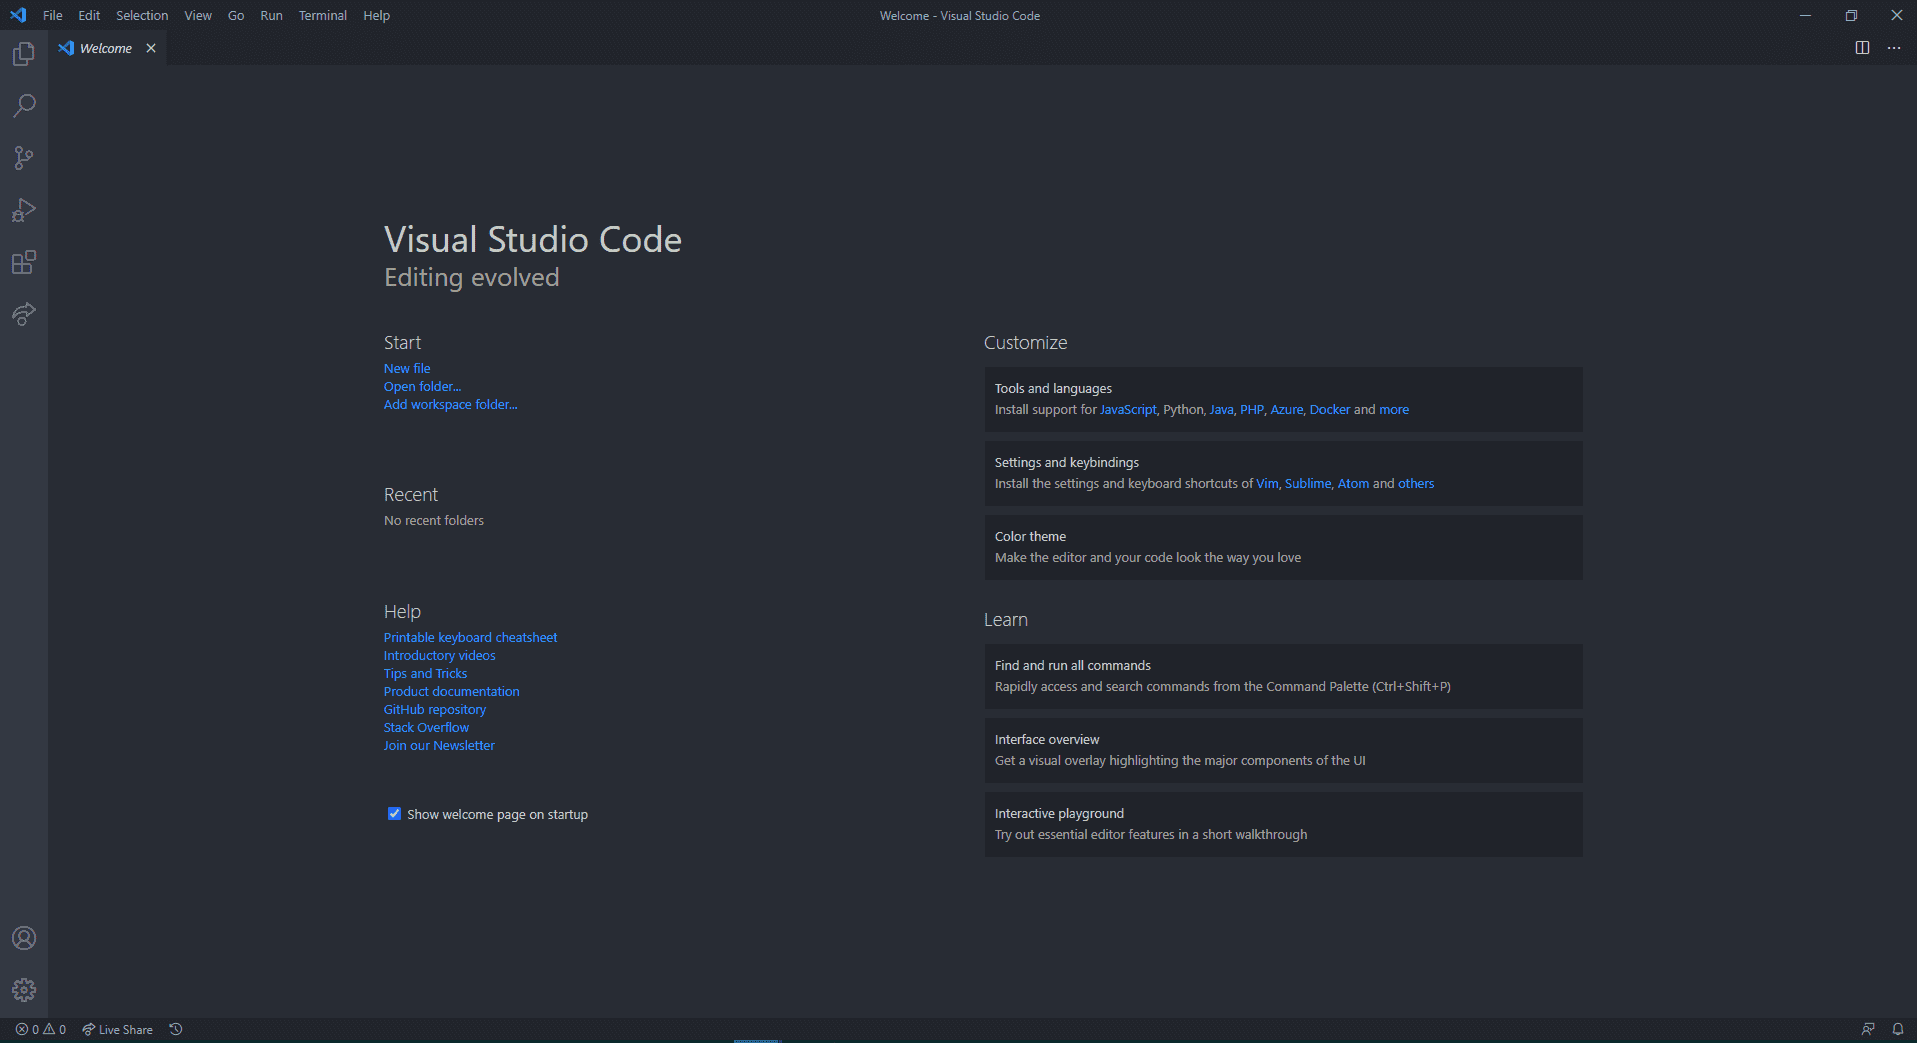 File Edit Selection View Go Run Terminal Help
Welcome - Visual Studio Code
Welcome
Visual Studio Code
Editing evolved
Start
New file
Open folder...
Add workspace folder...
Recent
No recent folders
Help
Printable keyboard cheatsheet
Introductory videos
Tips and Tricks
Product documentation
GitHub repository
Stack Overflow
Join our Newsletter
Show welcome page on startup
Customize
Tools and languages
Install support for JavaScript, Python, Java, PHP, Azure, Docker and more
Settings and keybindings
Install the settings and keyboard shortcuts of Vim, Sublime, Atom and others
Color theme
Make the editor and your code look the way you love
Learn
Find and run all commands
Rapidly access and search commands from the Command Palette (Ctrl+Shift+P)
Interface overview
Get a visual overlay highlighting the major components of the UI
Interactive playground
Try out essential editor features in a short walkthrough
0 0 Live Share